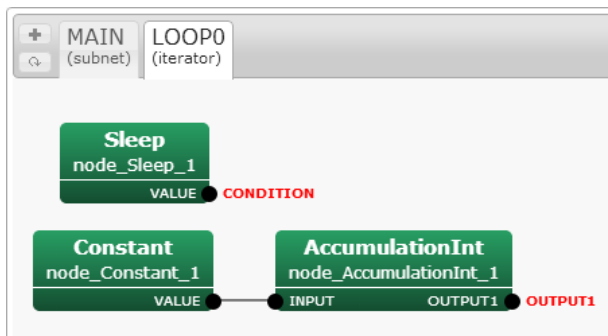 MAIN
(subnet)
LOOP0
(iterator)
Sleep
node_Sleep_1
VALUE CONDITION
Constant
node_Constant_1
VALUE
AccumulationInt
node_AccumulationInt_1
INPUT OUTPUT1 OUTPUT1